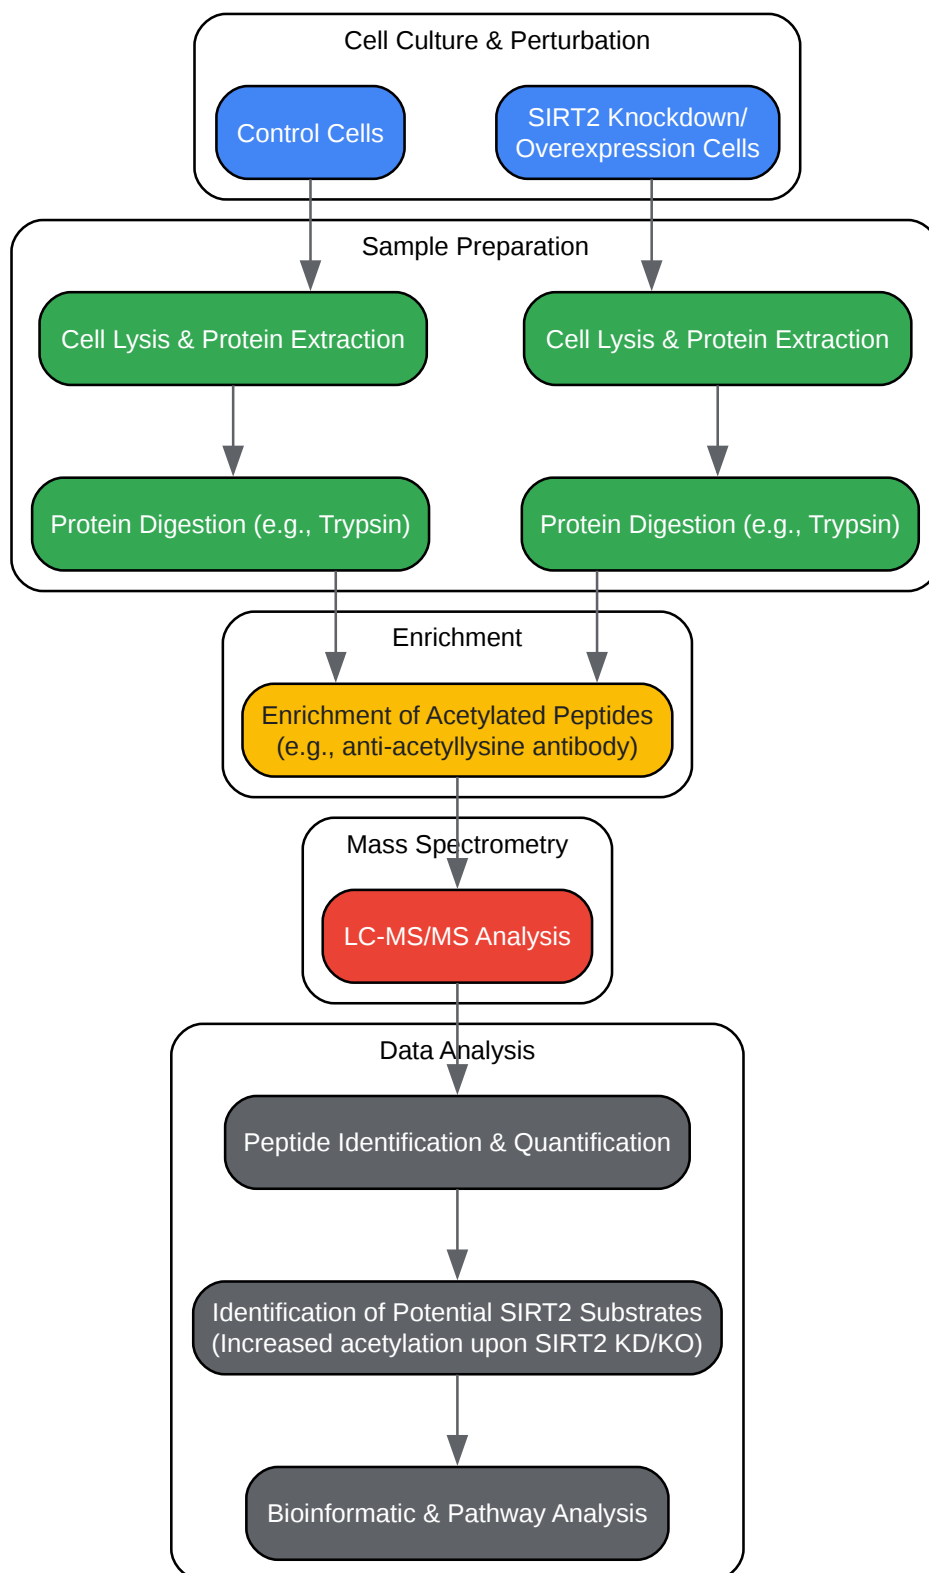 Cell Culture & Perturbation
Control Cells
SIRT2 Knockdown/
Overexpression Cells
Sample Preparation
Cell Lysis & Protein Extraction
Cell Lysis & Protein Extraction
Protein Digestion (e.g., Trypsin)
Protein Digestion (e.g., Trypsin)
Enrichment
Enrichment of Acetylated Peptides
(e.g., anti-acetyllysine antibody)
Mass Spectrometry
LC-MS/MS Analysis
Data Analysis
Peptide Identification & Quantification
Identification of Potential SIRT2 Substrates
(Increased acetylation upon SIRT2 KD/KO)
Bioinformatic & Pathway Analysis